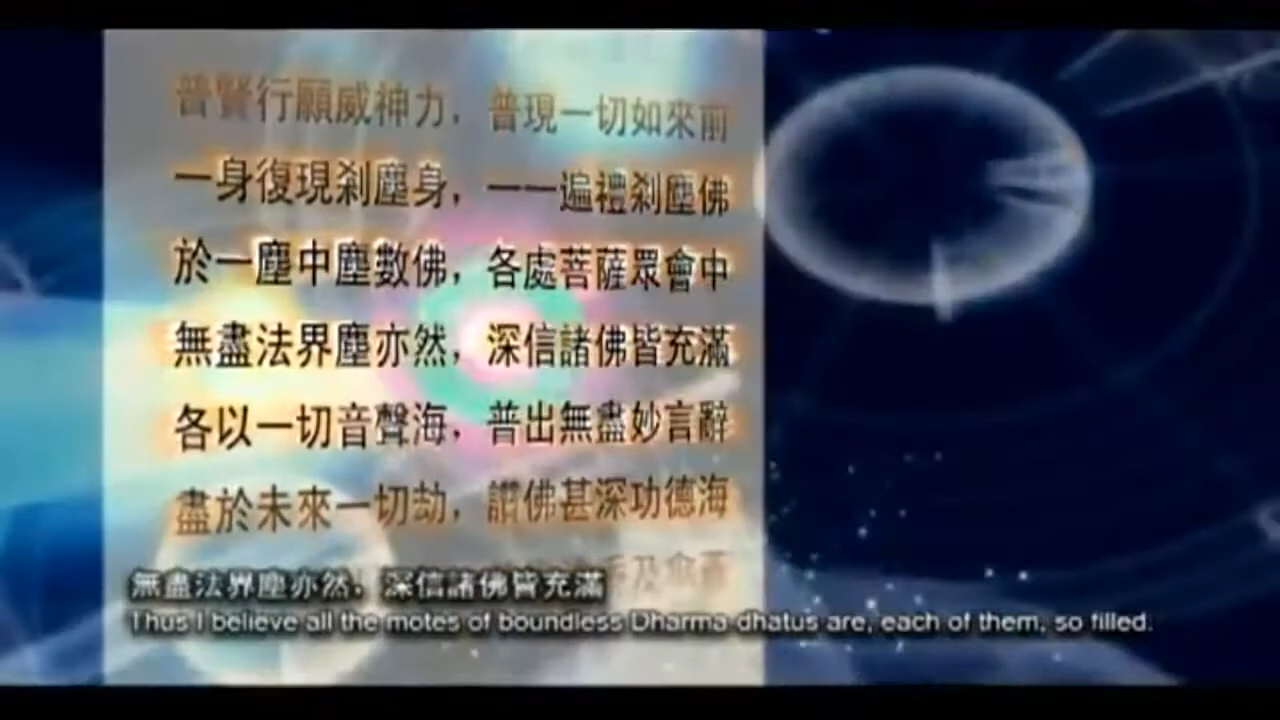 普賢行願威神力，普現一切如來前
一身復現剎塵身，一一遍禮剎塵佛
於一塵中塵數佛，各處菩薩眾會中
無盡法界塵亦然，深信諸佛皆充滿
各以一切音聲海，普出無盡妙言辭
盡於未來一切劫，讚佛甚深功德海
無盡法界塵亦然，深信諸佛皆充滿
Thus I believe all the motes of boundless Dharma-dhatus are, each of them, so filled.